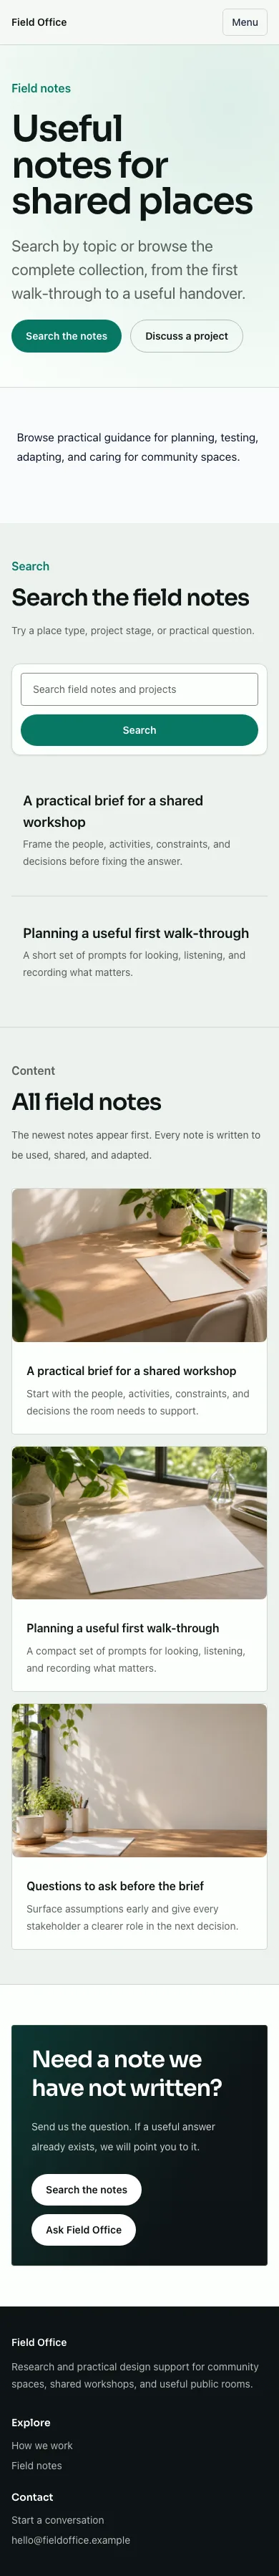 Field Office
Menu
Field notes
Useful
notes for
shared places
Search by topic or browse the
complete collection, from the first
walk-through to a useful handover.
Search the notes
Discuss a project
Browse practical guidance for planning, testing,
adapting, and caring for community spaces.
Search
Search the field notes
Try a place type, project stage, or practical question.
Search field notes and projects
Search
A practical brief for a shared
workshop
Frame the people, activities, constraints, and
decisions before fixing the answer.
Planning a useful first walk-through
A short set of prompts for looking, listening, and
recording what matters.
Content
All field notes
The newest notes appear first. Every note is written to
be used, shared, and adapted.
A practical brief for a shared workshop
Start with the people, activities, constraints, and
decisions the room needs to support.
Planning a useful first walk-through
A compact set of prompts for looking, listening,
and recording what matters.
Questions to ask before the brief
Surface assumptions early and give every
stakeholder a clearer role in the next decision.
Need a note we
have not written?
Send us the question. If a useful answer
already exists, we will point you to it.
Search the notes
Ask Field Office
Field Office
Research and practical design support for community
spaces, shared workshops, and useful public rooms.
Explore
How we work
Field notes
Contact
Start a conversation
hello@fieldoffice.example